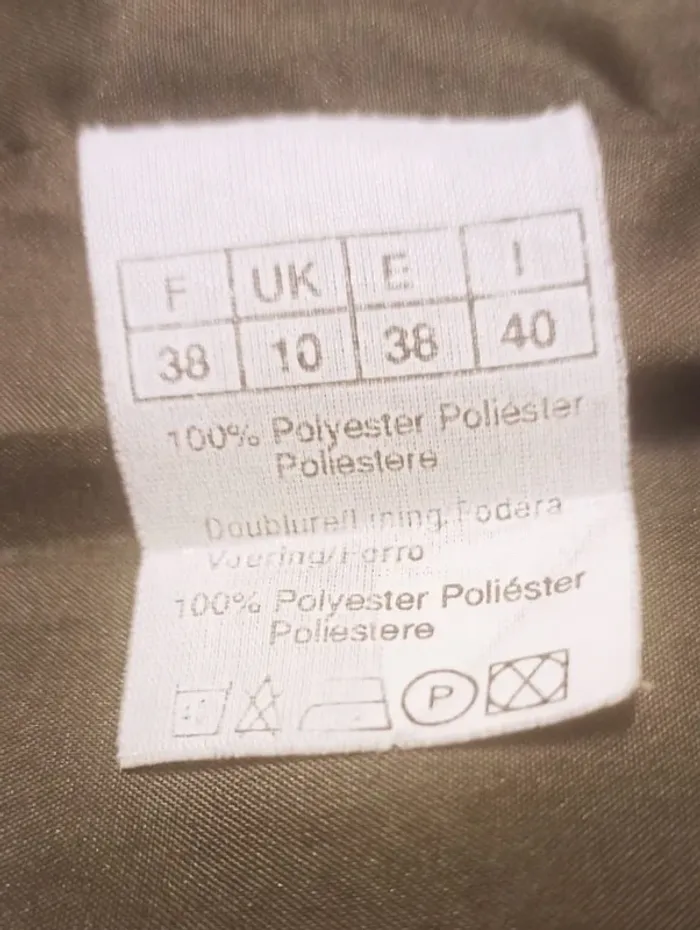 F UK E I
38 10 38 40
100% Polyester Poliéster
Poliestere
Doublure/Lining.Fodera
Voering/Forro
100% Polyester Poliéster
Poliestere
P